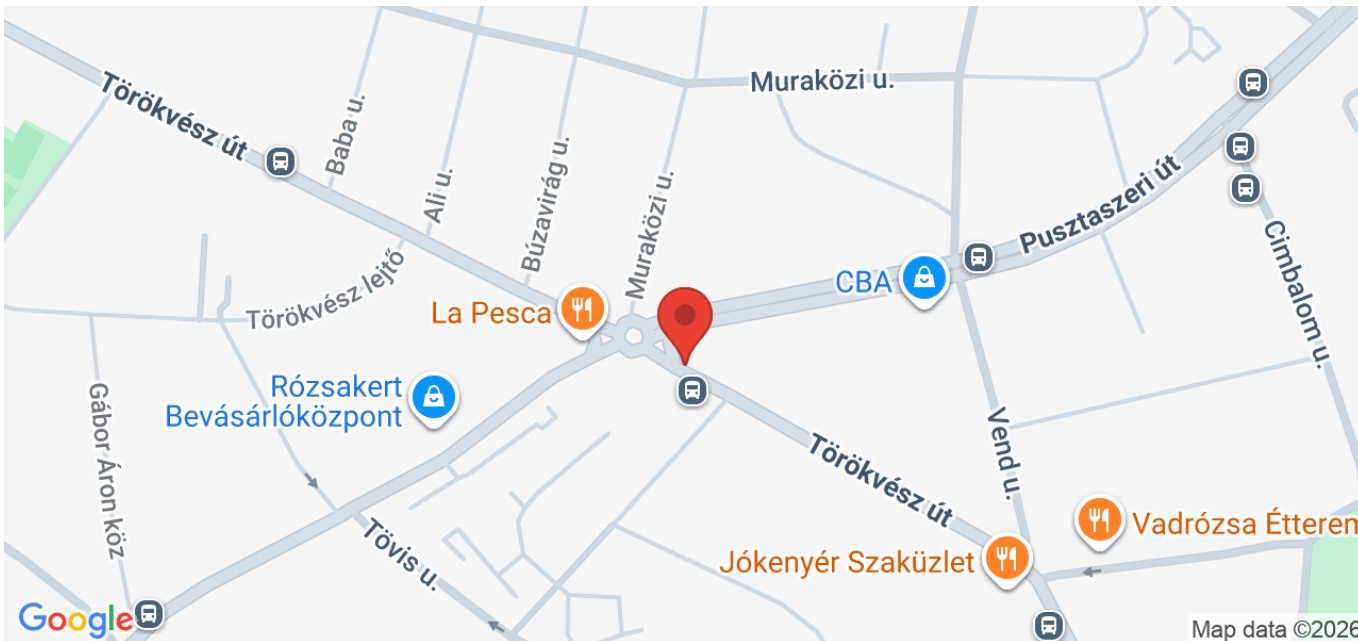 Muraközi u.
Törökvész út
Baba u.
Ali u.
Búzavirág u.
Muraközi u.
Pusztaszeri út
Cimbalom u.
CBA
Törökvész lejtő
La Pesca
Rózsakert
Bevásárlóközpont
Gábor Áron köz
Vend u.
Törökvész út
Tövis u.
Vadrózsa Étterem
Jókenyér Szaküzlet
Google
Map data ©2026